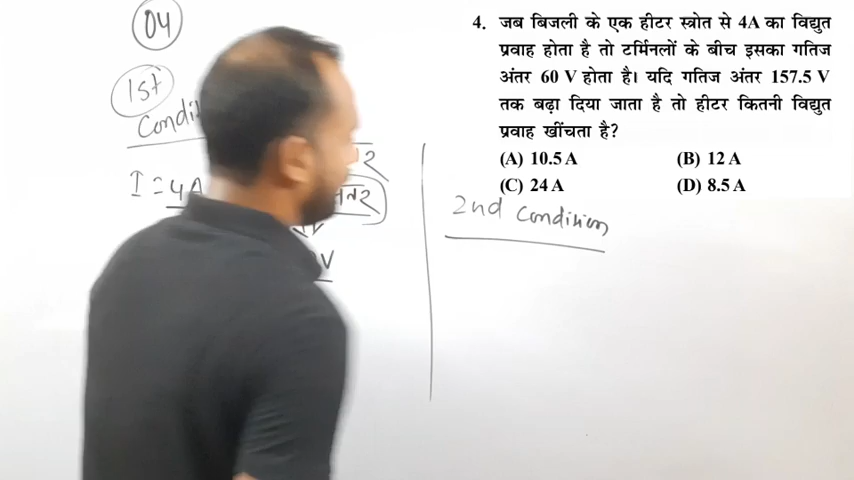 04
1st
Condi
I = 4A
V
4. जब बिजली के एक हीटर स्त्रोत से 4A का विद्युत
प्रवाह होता है तो टर्मिनलों के बीच इसका गतिज
अंतर 60 V होता है। यदि गतिज अंतर 157.5 V
तक बढ़ा दिया जाता है तो हीटर कितनी विद्युत
प्रवाह खींचता है?
(A) 10.5 A (B) 12 A
(C) 24 A (D) 8.5 A
2nd Condition